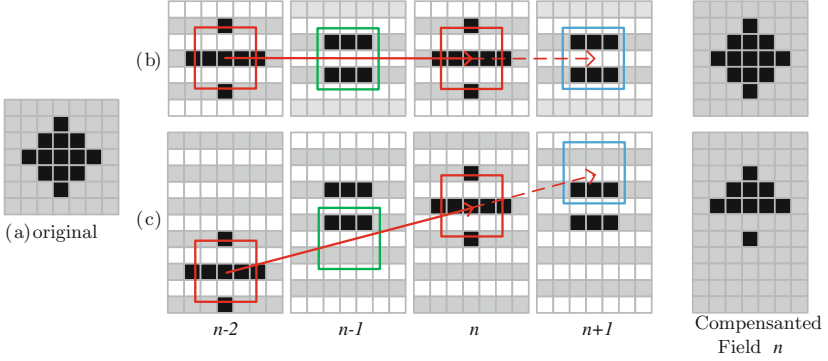 (b)
(a) original
(c)
n-2 n-1 n n+1
Compensanted
Field n